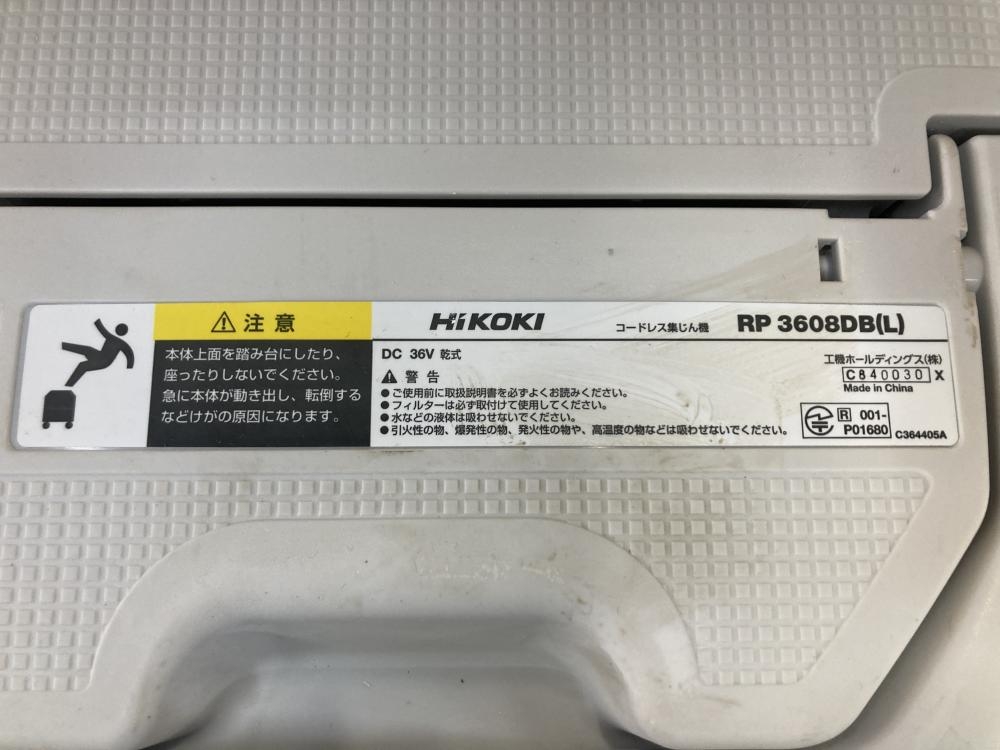 ⚠ 注意
本体上面を踏み台にしたり、
座ったりしないでください。
急に本体が動き出し、転倒する
などけがの原因になります。
HiKOKI コードレス集じん機 RP 3608DB(L)
DC 36V 乾式
⚠ 警告
●ご使用前に取扱説明書を必ずよくお読みください。
●フィルターは必ず取付けて使用してください。
●水などの液体は吸わせないでください。
●引火性の物、爆発性の物、発火性の物や、高温度の物などは吸わせないでください。
工機ホールディングス(株)
C840030 X
Made in China
R 001-
P01680
C364405A